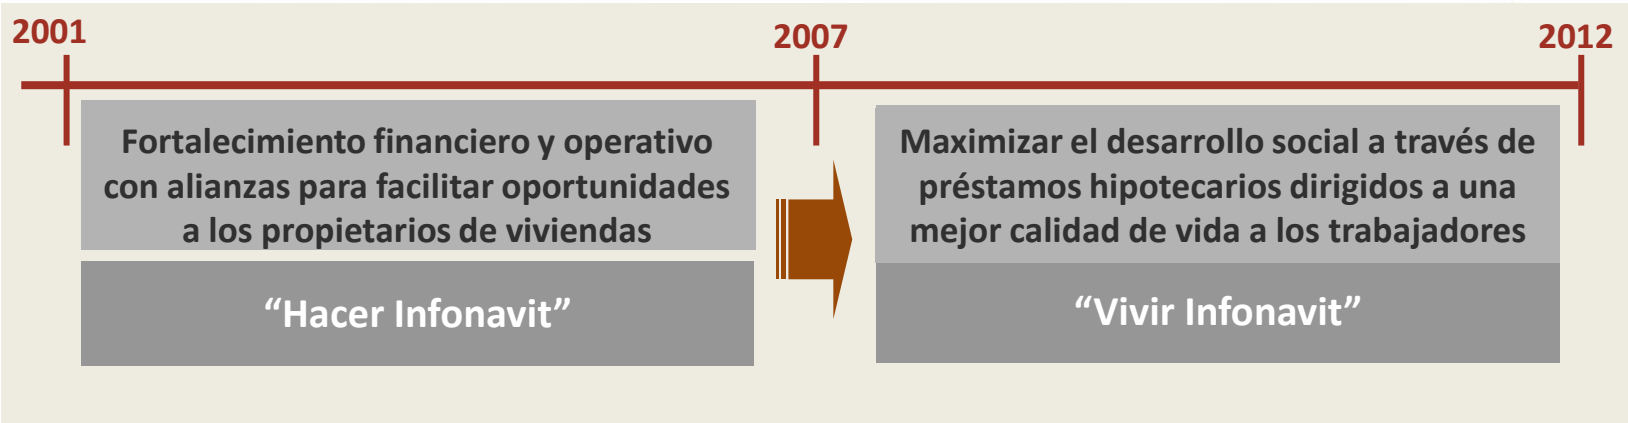 2001
2007
2012
Fortalecimiento financiero y operativo
con alianzas para facilitar oportunidades
a los propietarios de viviendas
“Hacer Infonavit”
Maximizar el desarrollo social a través de
préstamos hipotecarios dirigidos a una
mejor calidad de vida a los trabajadores
“Vivir Infonavit”